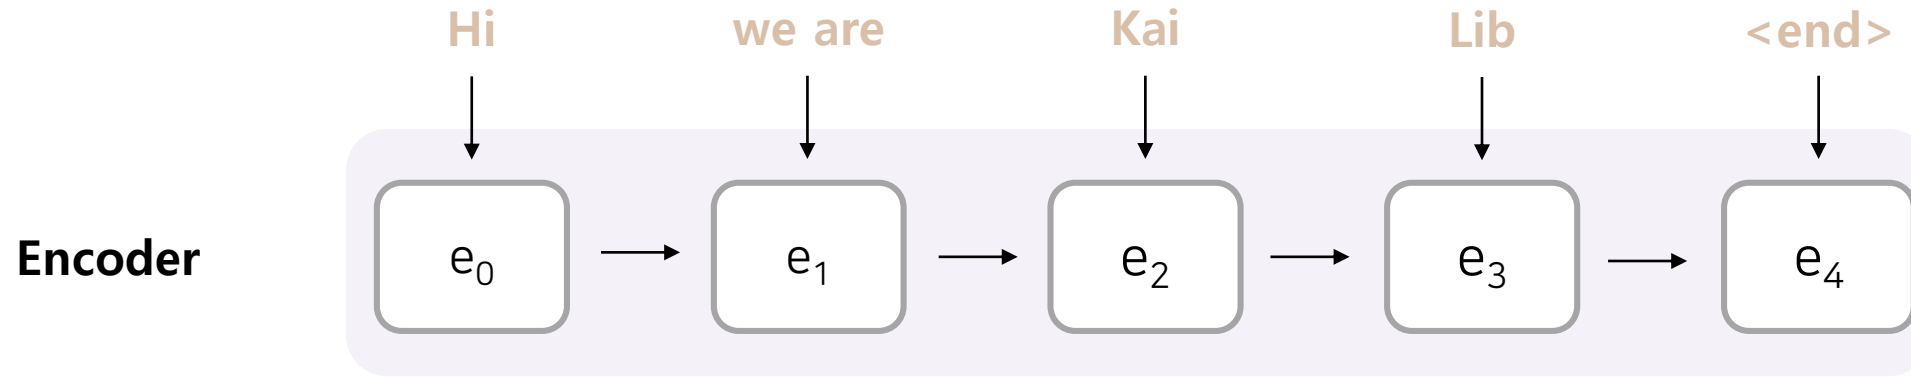 Hi we are Kai Lib <end>
Encoder e₀ e₁ e₂ e₃ e₄